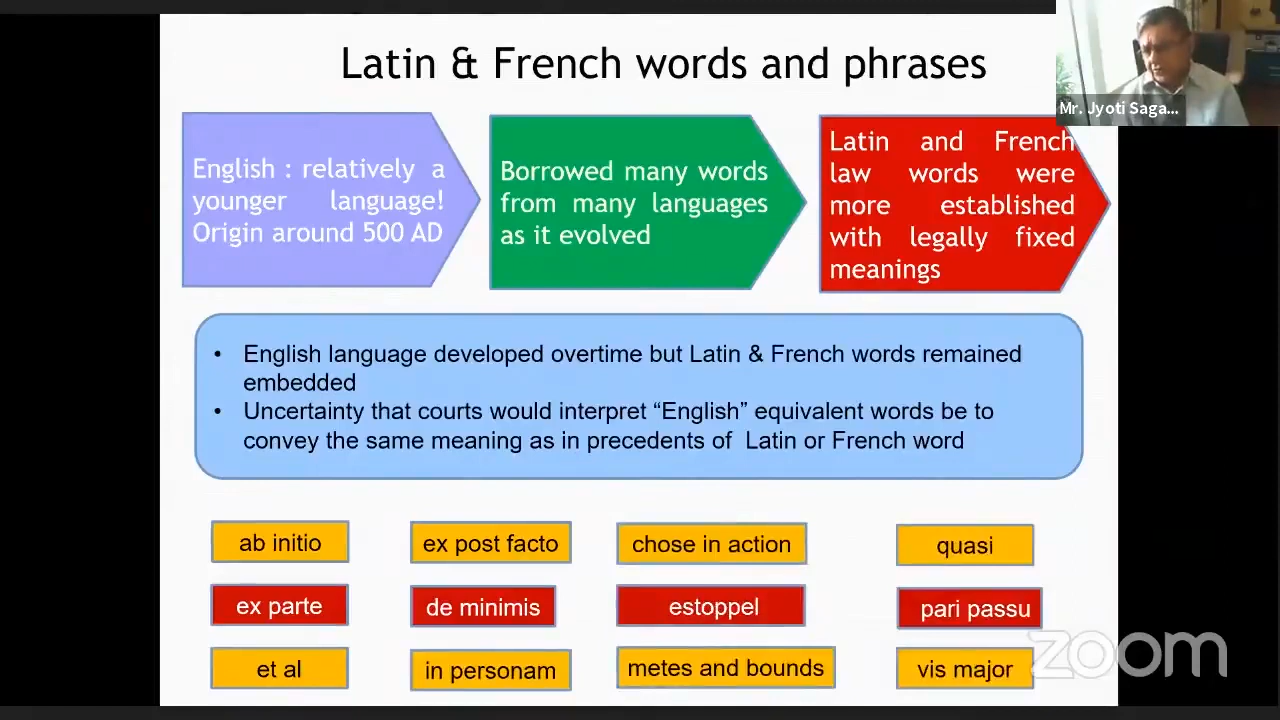 Latin & French words and phrases
Mr. Jyoti Saga...
English : relatively a
younger language!
Origin around 500 AD
Borrowed many words
from many languages
as it evolved
Latin and French
law words were
more established
with legally fixed
meanings
• English language developed overtime but Latin & French words remained
embedded
• Uncertainty that courts would interpret “English” equivalent words be to
convey the same meaning as in precedents of Latin or French word
ab initio
ex post facto
chose in action
quasi
ex parte
de minimis
estoppel
pari passu
et al
in personam
metes and bounds
vis major
zoom